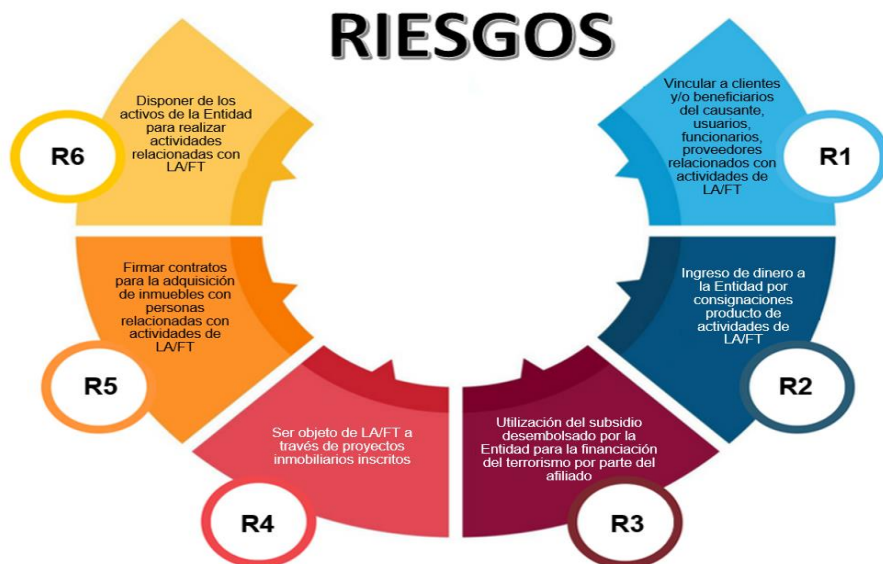 RIESGOS
Vincular a clientes
y/o beneficiarios
del causante,
usuarios,
funcionarios,
proveedores
relacionados con
actividades de
LA/FT
R1
Ingreso de dinero a
la Entidad por
consignaciones
producto de
actividades de
LA/FT
R2
Utilización del subsidio
desembolsado por la
Entidad para la financiación
del terrorismo por parte del
afiliado
R3
Ser objeto de LA/FT a
través de proyectos
inmobiliarios inscritos
R4
Firmar contratos
para la adquisición
de inmuebles con
personas
relacionadas con
actividades de
LA/FT
R5
Disponer de los
activos de la Entidad
para realizar
actividades
relacionadas con
LA/FT
R6